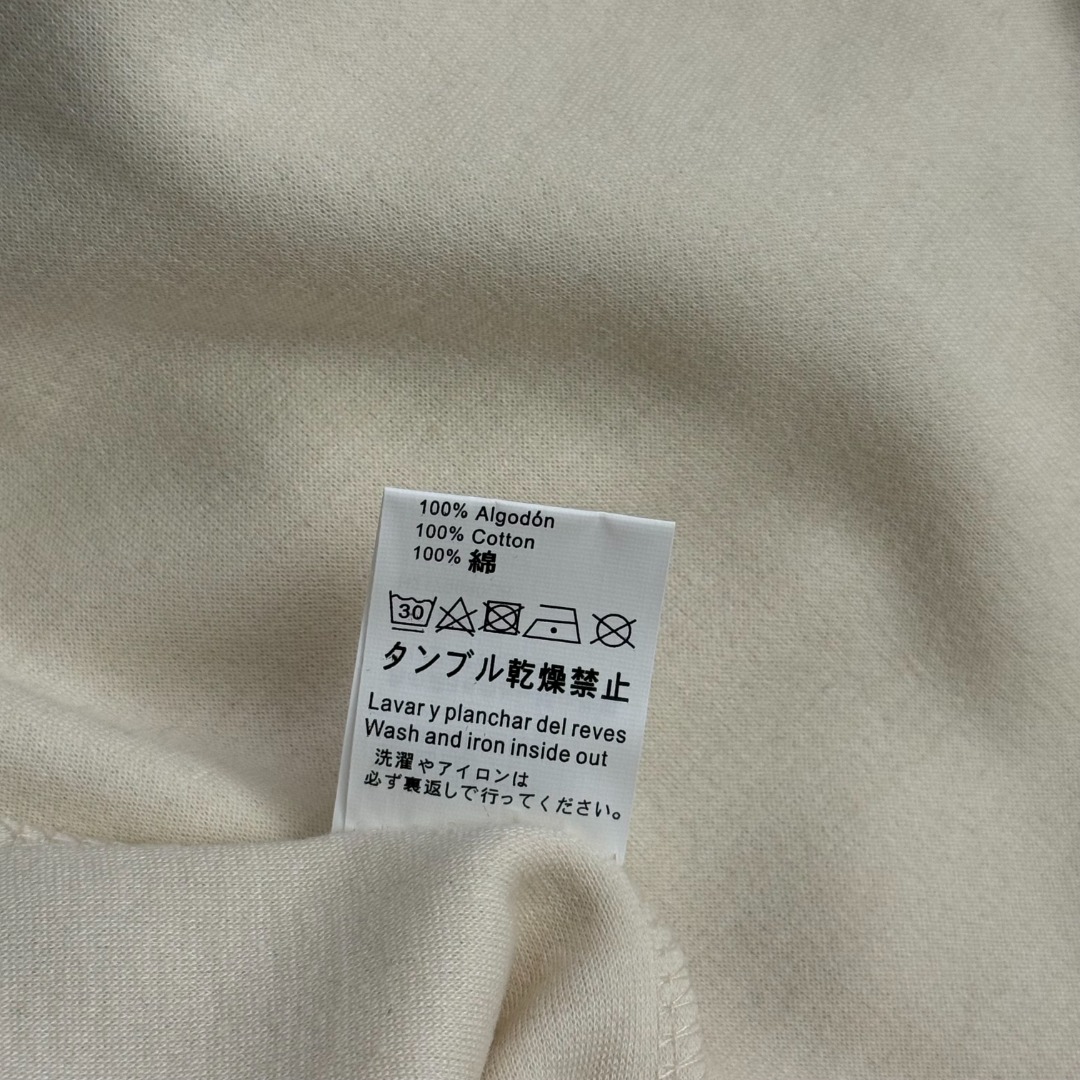 100% Algodón
100% Cotton
100% 綿
30
タンブル乾燥禁止
Lavar y planchar del reves
Wash and iron inside out
洗濯やアイロンは
必ず裏返しで行ってください。